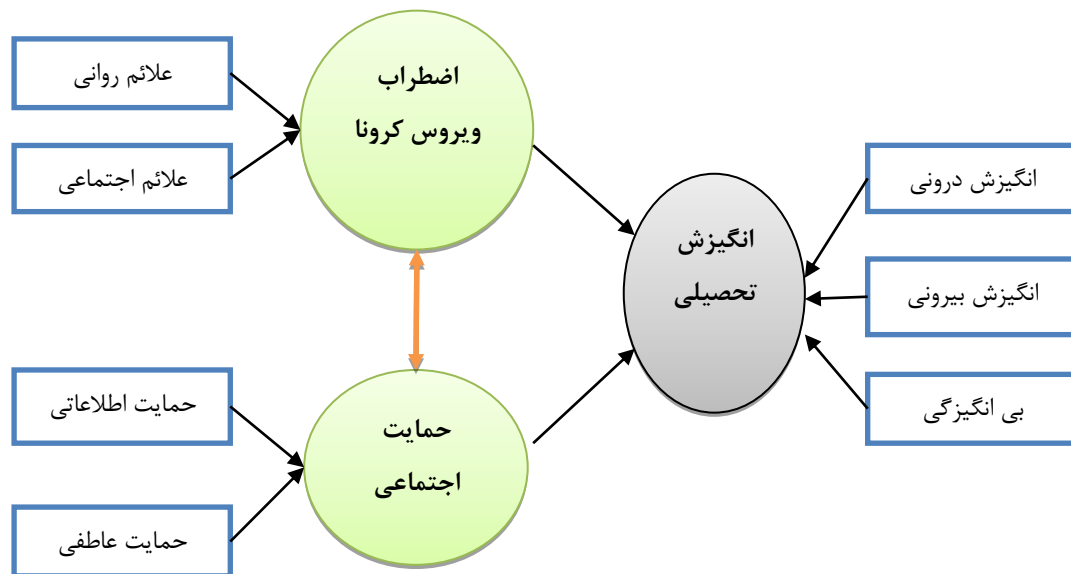 علائم روانی
علائم اجتماعی
اضطراب
ویروس کرونا
انگیزش
تحصیلی
انگیزش درونی
انگیزش بیرونی
بی انگیزگی
حمایت
اجتماعی
حمایت اطلاعاتی
حمایت عاطفی